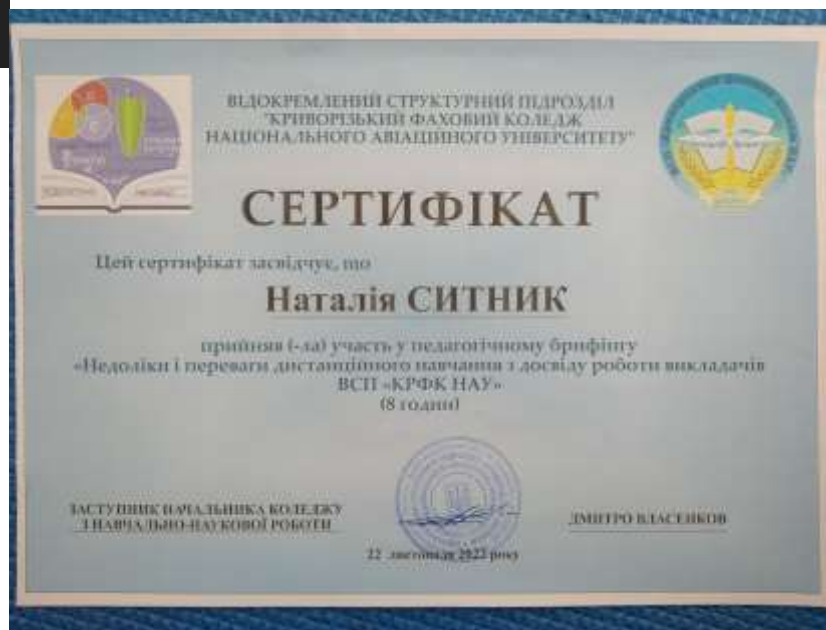 ВІДОКРЕМЛЕНИЙ СТРУКТУРНИЙ ПІДРОЗДІЛ
"КРИВОРІЗЬКИЙ ФАХОВИЙ КОЛЕДЖ
НАЦІОНАЛЬНОГО АВІАЦІЙНОГО УНІВЕРСИТЕТУ"
СЕРТИФІКАТ
Цей сертифікат засвідчує, що
Наталія СИТНИК
прийняв (-ла) участь у педагогічному брифінгу
«Недоліки і переваги дистанційного навчання з досвіду роботи викладачів
ВСП «КРФК НАУ»
(8 годин)
ЗАСТУПНИК НАЧАЛЬНИКА КОЛЕДЖУ
З НАВЧАЛЬНО-НАУКОВОЇ РОБОТИ
ДМИТРО ВЛАСЕНКОВ
22 листопада 2022 року